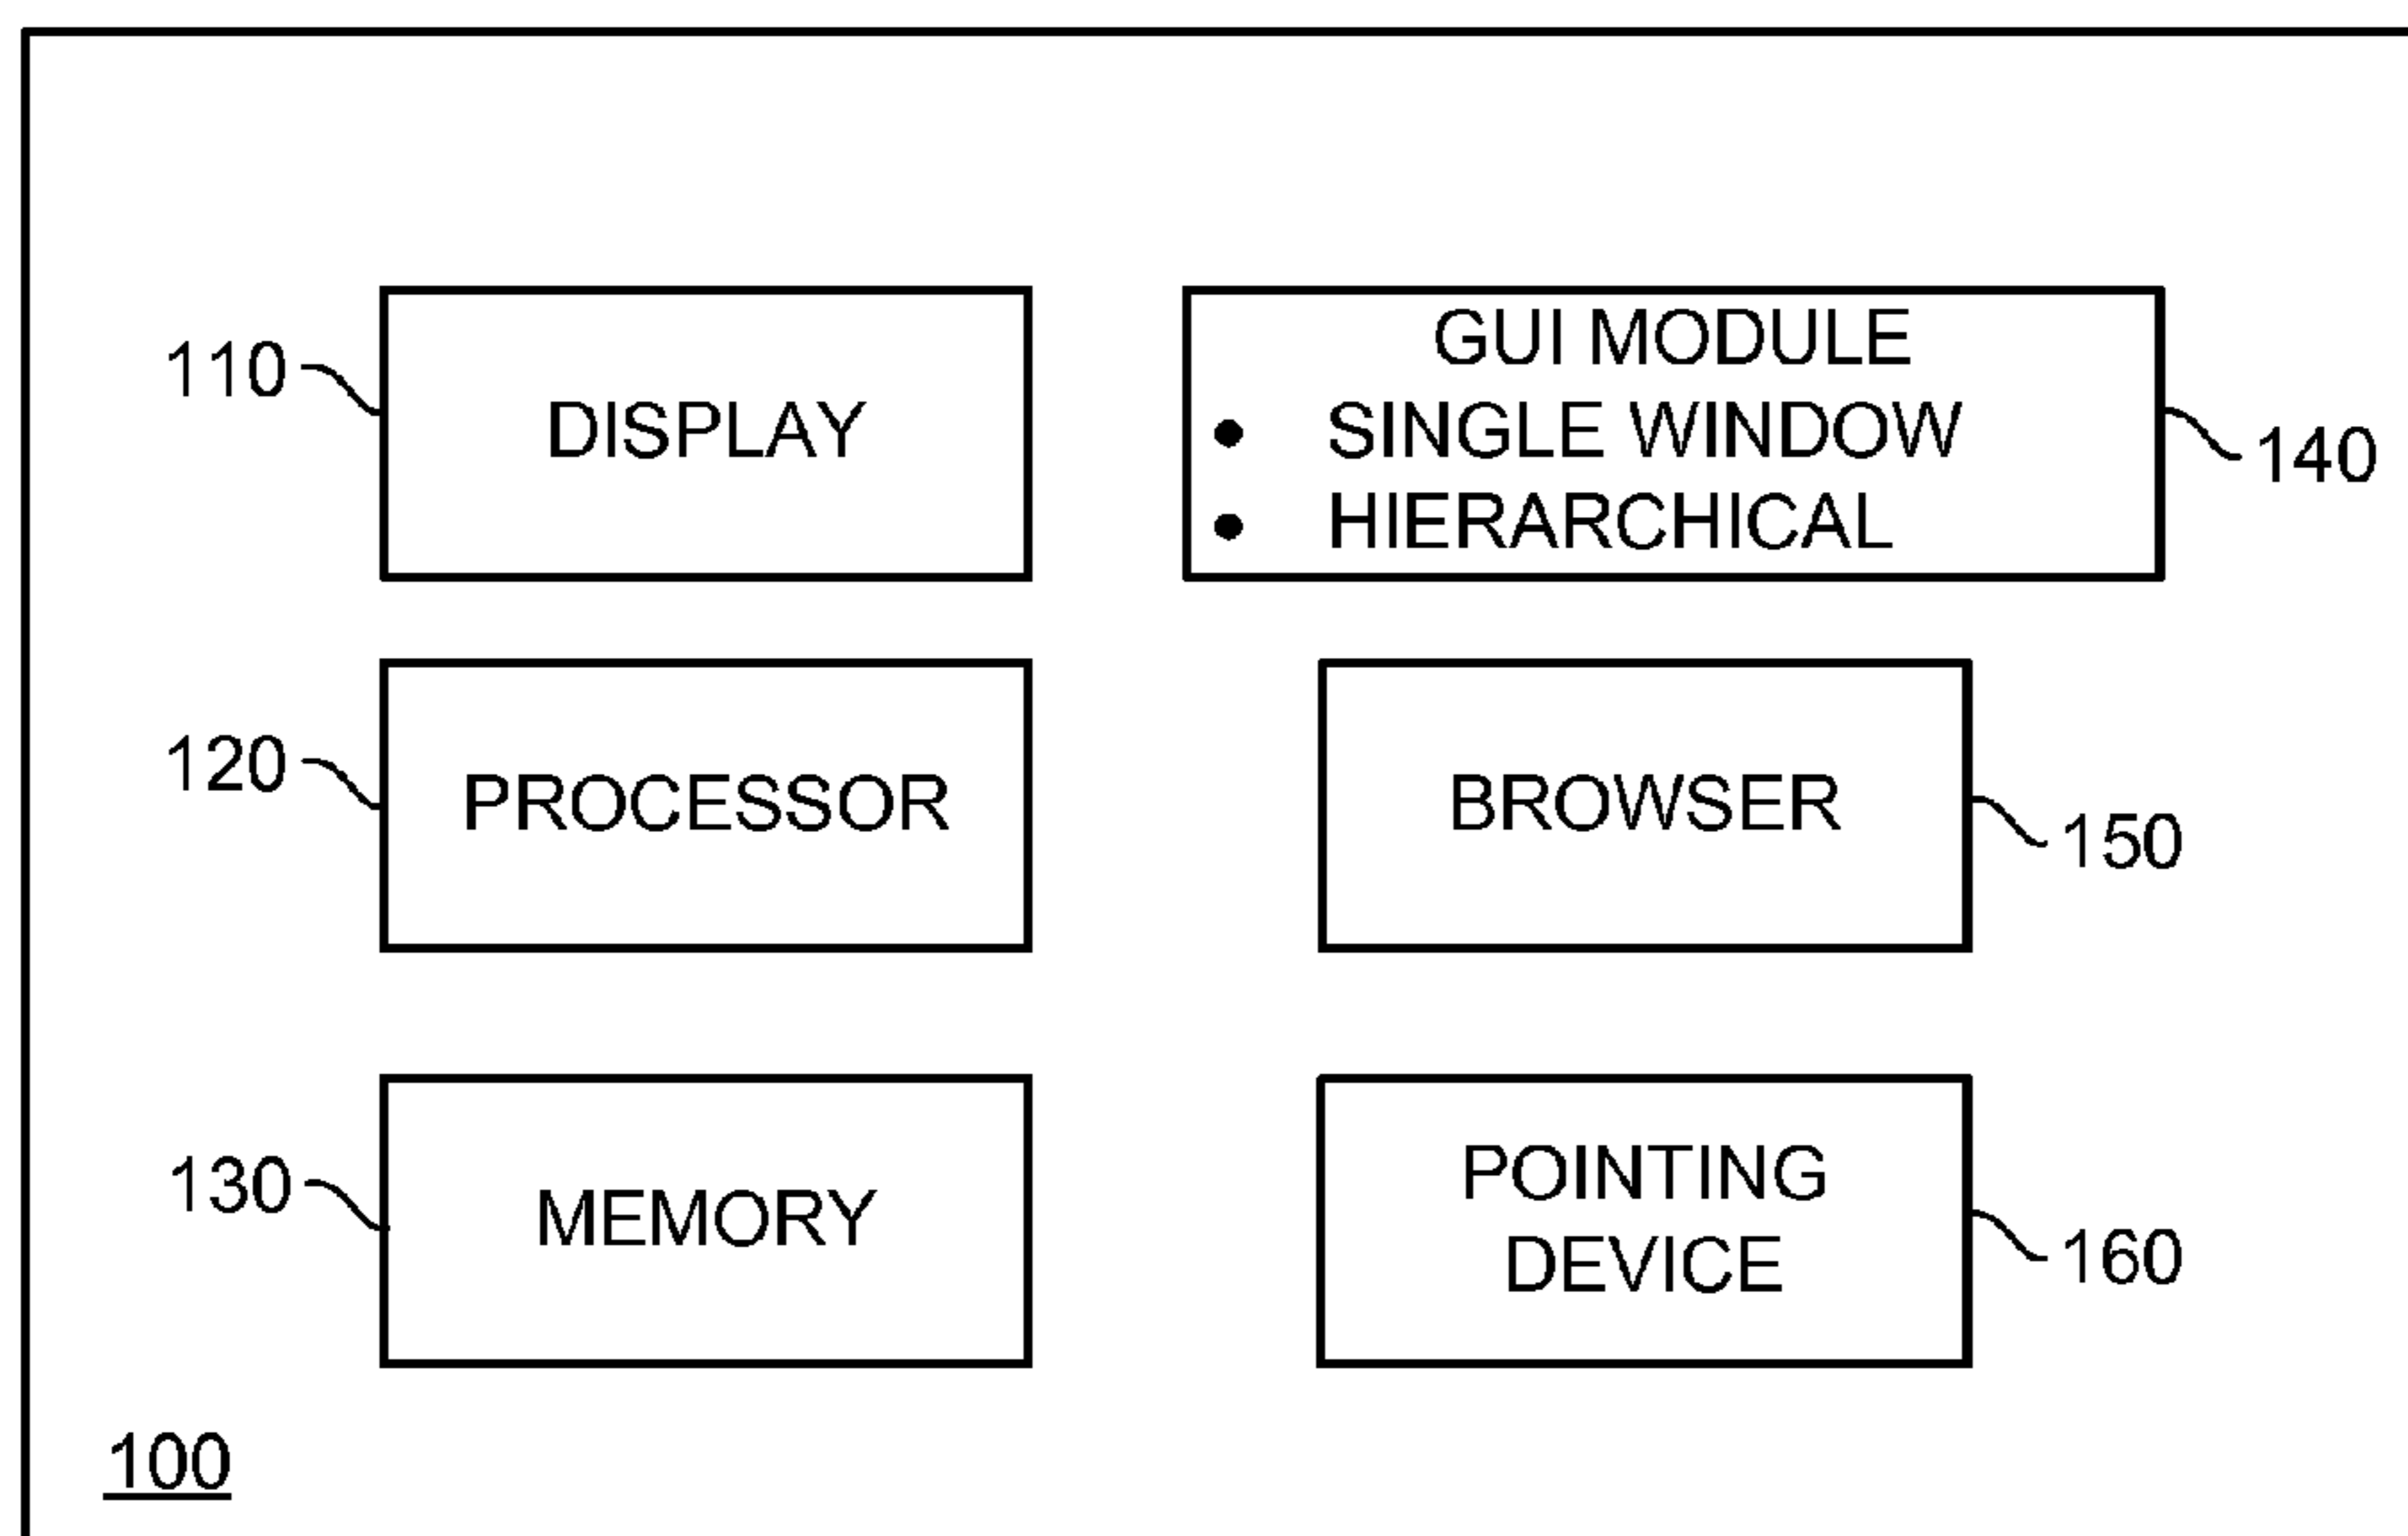 110
DISPLAY
GUI MODULE
• SINGLE WINDOW
• HIERARCHICAL
140
120
PROCESSOR
BROWSER
150
130
MEMORY
POINTING
DEVICE
160
100